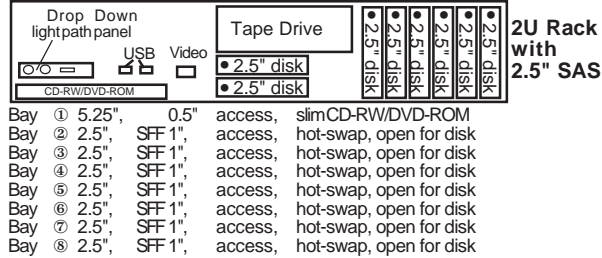 Drop Down
lightpathpanel
USB
Video
CD-RW/DVD-ROM
Tape Drive
2.5" disk
2.5" disk
2.5" disk
2.5" disk
2.5" disk
2.5" disk
2.5" disk
2.5" disk
2U Rack
with
2.5" SAS
Bay ① 5.25", 0.5" access, slimCD-RW/DVD-ROM
Bay ② 2.5", SFF 1", access, hot-swap, open for disk
Bay ③ 2.5", SFF 1", access, hot-swap, open for disk
Bay ④ 2.5", SFF 1", access, hot-swap, open for disk
Bay ⑤ 2.5", SFF 1", access, hot-swap, open for disk
Bay ⑥ 2.5", SFF 1", access, hot-swap, open for disk
Bay ⑦ 2.5", SFF 1", access, hot-swap, open for disk
Bay ⑧ 2.5", SFF 1", access, hot-swap, open for disk